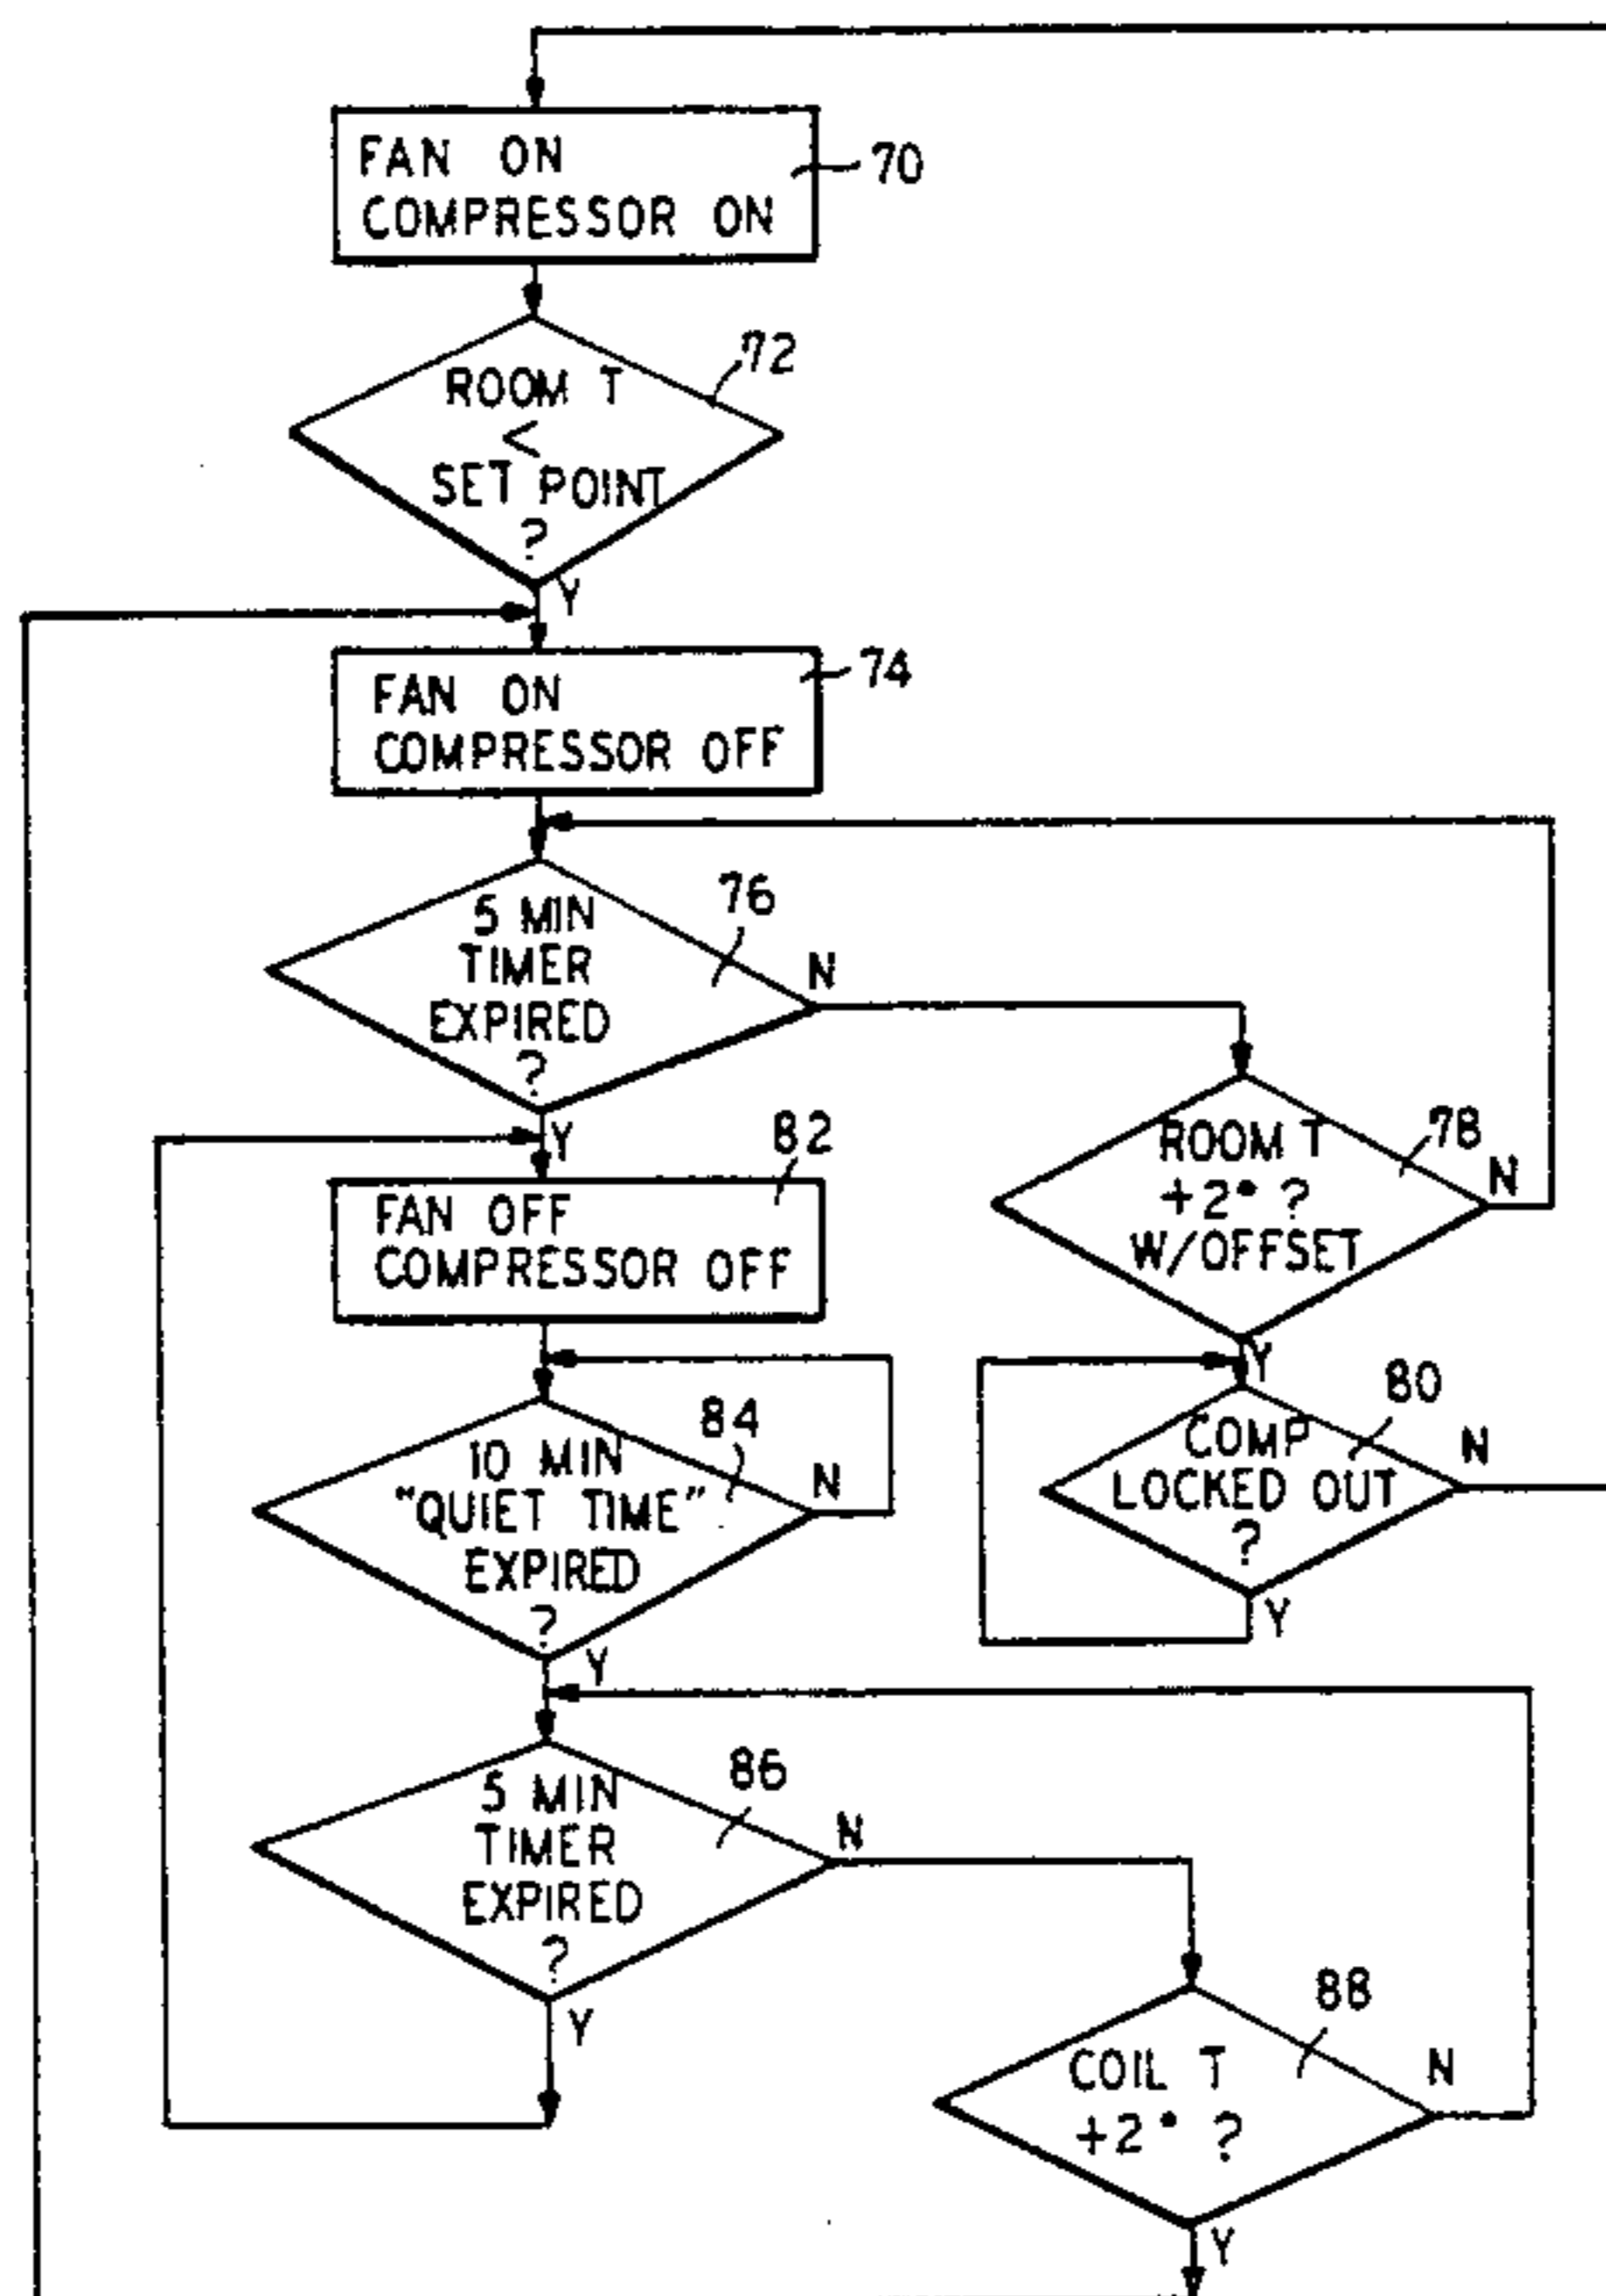 FAN ON
COMPRESSOR ON
70
72
ROOM T
<
SET POINT
?
Y
74
FAN ON
COMPRESSOR OFF
76
5 MIN
TIMER
EXPIRED
?
N
Y
78
ROOM T
+2° ?
W/OFFSET
N
Y
82
FAN OFF
COMPRESSOR OFF
80
COMP
LOCKED OUT
?
N
Y
84
10 MIN
"QUIET TIME"
EXPIRED
?
N
Y
86
5 MIN
TIMER
EXPIRED
?
N
Y
88
COIL T
+2° ?
N
Y